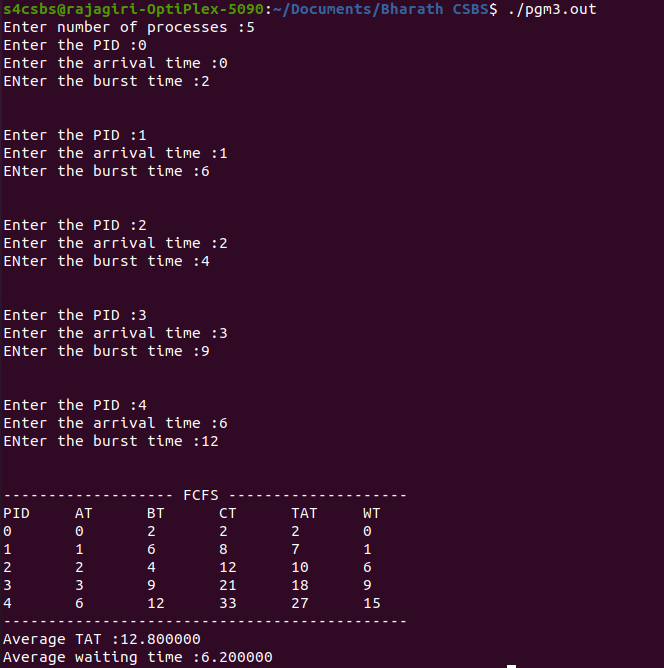 s4csbs@rajagiri-OptiPlex-5090:~/Documents/Bharath CSBS$ ./pgm3.out
Enter number of processes :5
Enter the PID :0
Enter the arrival time :0
ENter the burst time :2
Enter the PID :1
Enter the arrival time :1
ENter the burst time :6
Enter the PID :2
Enter the arrival time :2
ENter the burst time :4
Enter the PID :3
Enter the arrival time :3
ENter the burst time :9
Enter the PID :4
Enter the arrival time :6
ENter the burst time :12
------------------- FCFS --------------------
PID AT BT CT TAT WT
0 0 2 2 2 0
1 1 6 8 7 1
2 2 4 12 10 6
3 3 9 21 18 9
4 6 12 33 27 15
---------------------------------------------
Average TAT :12.800000
Average waiting time :6.200000